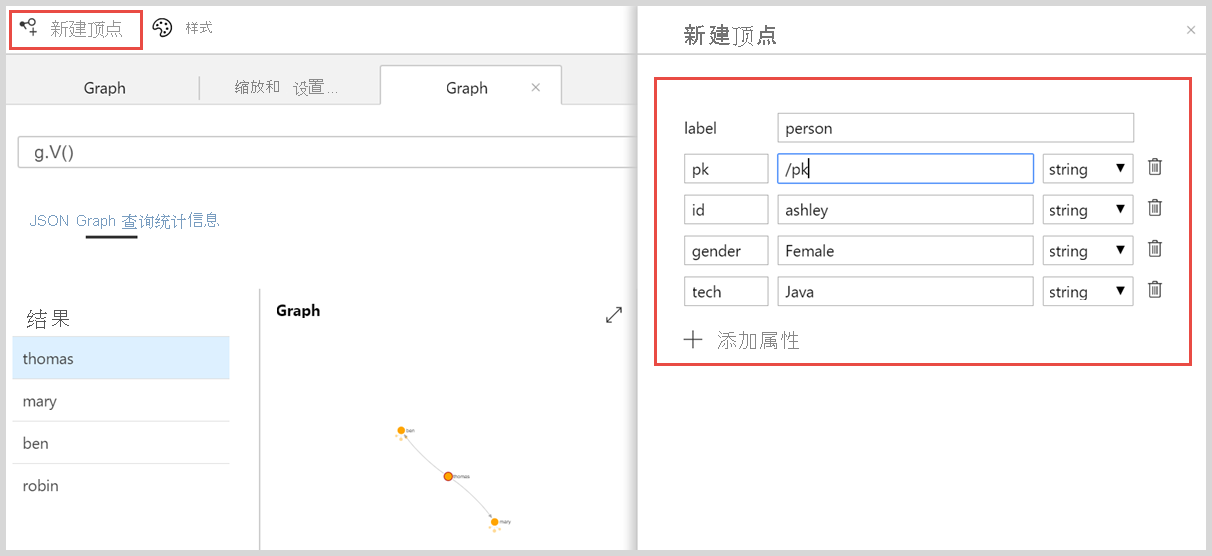 新建顶点 样式
Graph 缩放和 设置... Graph ×
g.V()
JSON Graph 查询统计信息
结果
thomas
mary
ben
robin
Graph
ben
thomas
mary
新建顶点 ×
label person
pk /pk string
id ashley string
gender Female string
tech Java string
添加属性